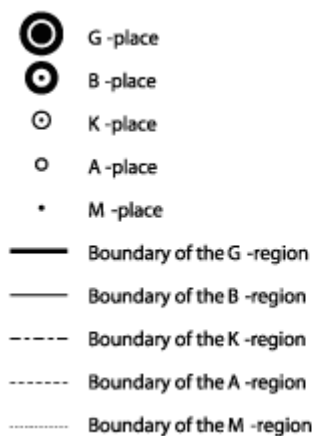 G -place
B -place
K -place
A -place
M -place
Boundary of the G -region
Boundary of the B -region
Boundary of the K -region
Boundary of the A -region
Boundary of the M -region